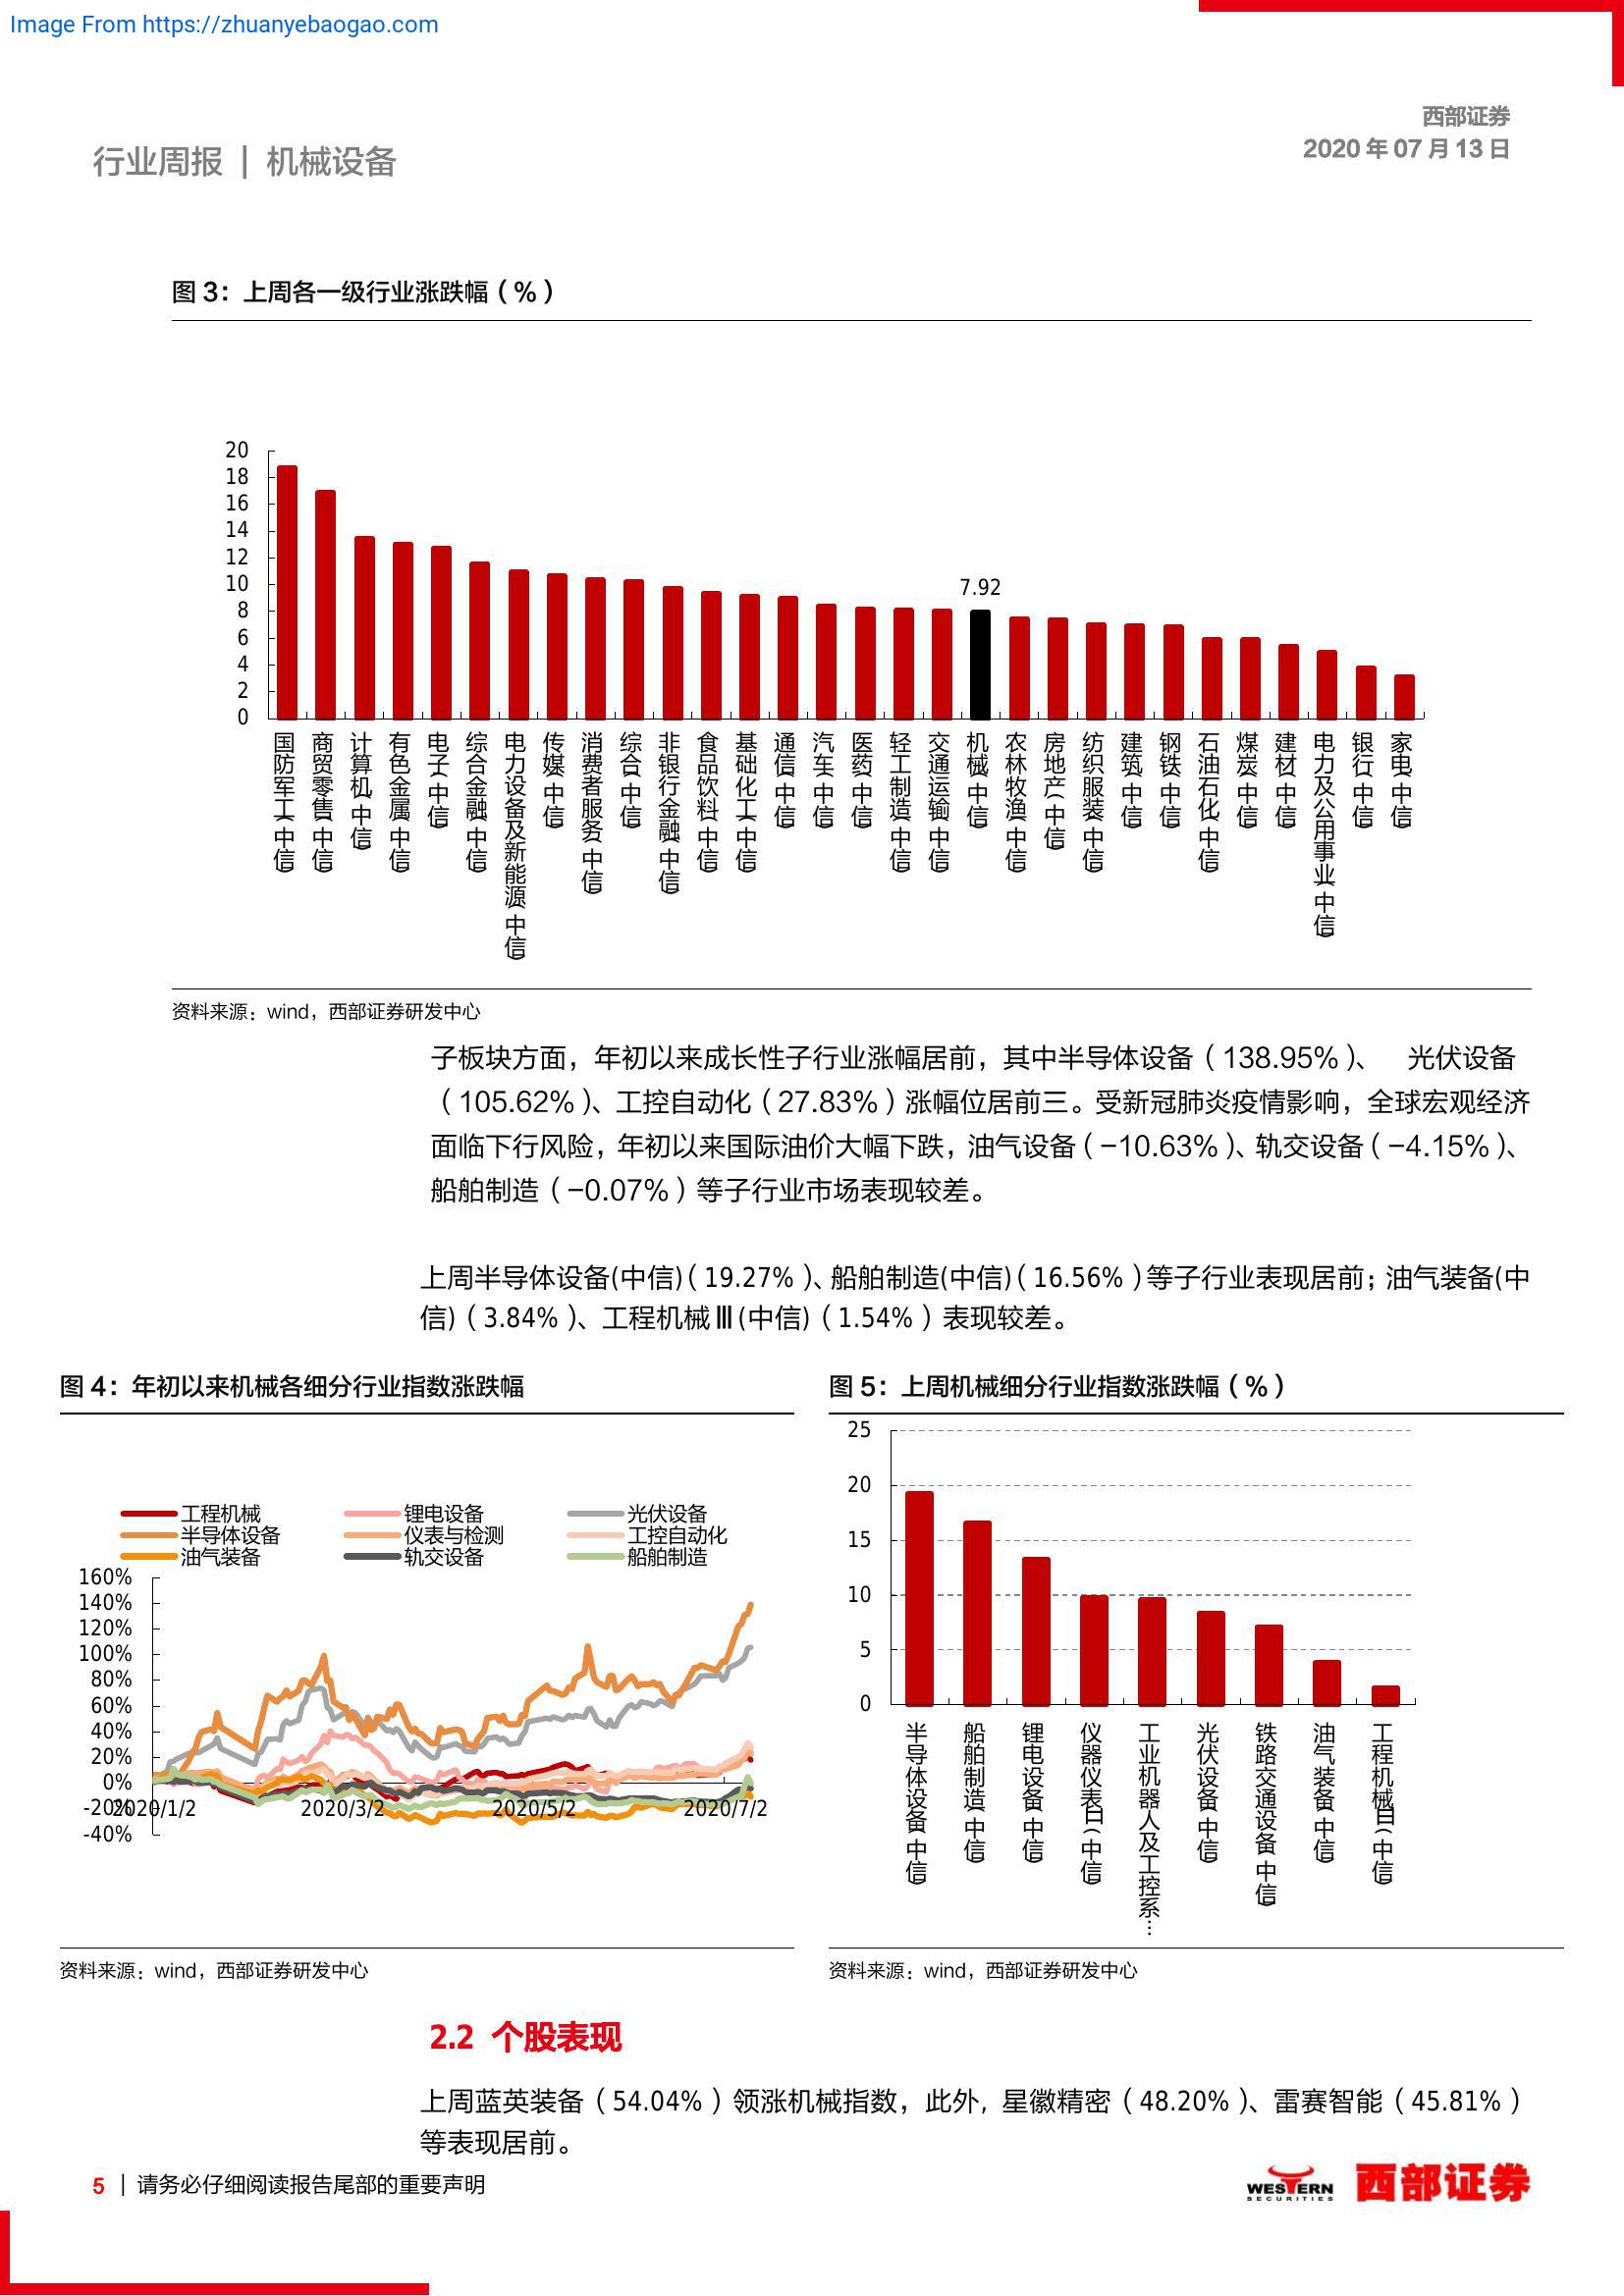 Image From https://zhuanyebaogao.com
西部证券
2020 年 07 月 13 日
行业周报 | 机械设备
图 3：上周各一级行业涨跌幅（%）
20
18
16
14
12
10
8
6
4
2
0
7.92
国防军工(中信)
商贸零售(中信)
计算机(中信)
有色金属(中信)
电子(中信)
综合金融(中信)
电力设备及新能源(中信)
传媒(中信)
消费者服务(中信)
综合(中信)
非银行金融(中信)
食品饮料(中信)
基础化工(中信)
通信(中信)
汽车(中信)
医药(中信)
轻工制造(中信)
交通运输(中信)
机械(中信)
农林牧渔(中信)
房地产(中信)
纺织服装(中信)
建筑(中信)
钢铁(中信)
石油石化(中信)
煤炭(中信)
建材(中信)
电力及公用事业(中信)
银行(中信)
家电(中信)
资料来源：wind，西部证券研发中心
子板块方面，年初以来成长性子行业涨幅居前，其中半导体设备（138.95%）、 光伏设备
（105.62%）、工控自动化（27.83%）涨幅位居前三。受新冠肺炎疫情影响，全球宏观经济
面临下行风险，年初以来国际油价大幅下跌，油气设备（-10.63%）、轨交设备（-4.15%）、
船舶制造（-0.07%）等子行业市场表现较差。
上周半导体设备(中信)（19.27%）、船舶制造(中信)（16.56%）等子行业表现居前；油气装备(中
信)（3.84%）、工程机械Ⅲ(中信)（1.54%）表现较差。
图 4：年初以来机械各细分行业指数涨跌幅
工程机械 锂电设备 光伏设备
半导体设备 仪表与检测 工控自动化
油气装备 轨交设备 船舶制造
160%
140%
120%
100%
80%
60%
40%
20%
0%
-20%
-40%
2020/1/2 2020/3/2 2020/5/2 2020/7/2
资料来源：wind，西部证券研发中心
图 5：上周机械细分行业指数涨跌幅（%）
25
20
15
10
5
0
半导体设备(中信)
船舶制造(中信)
锂电设备(中信)
仪器仪表Ⅲ(中信)
工业机器人及工控系…
光伏设备(中信)
铁路交通设备(中信)
油气装备(中信)
工程机械Ⅲ(中信)
资料来源：wind，西部证券研发中心
2.2 个股表现
上周蓝英装备（54.04%）领涨机械指数，此外，星徽精密（48.20%）、雷赛智能（45.81%）
等表现居前。
5 | 请务必仔细阅读报告尾部的重要声明
WESTERN
SECURITIES
西部证券